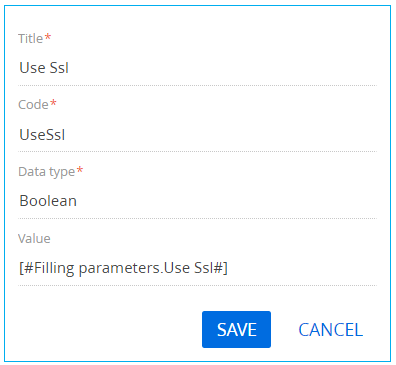 Title*
Use Ssl
Code*
UseSsl
Data type*
Boolean
Value
[#Filling parameters.Use Ssl#]
SAVE CANCEL